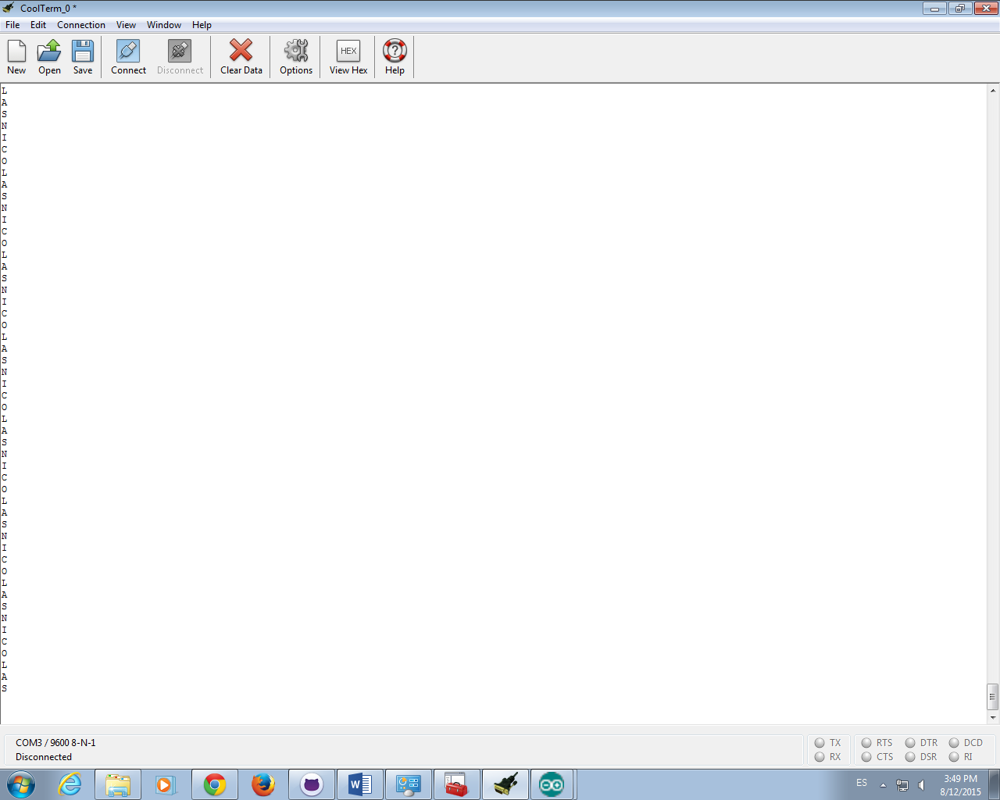 CoolTerm_0 *
File Edit Connection View Window Help
HEX
New Open Save Connect Disconnect Clear Data Options View Hex Help
L
A
S
N
I
C
O
L
A
S
N
I
C
O
L
A
S
N
I
C
O
L
A
S
N
I
C
O
L
A
S
N
I
C
O
L
A
S
N
I
C
O
L
A
S
N
I
C
O
L
A
S
COM3 / 9600 8-N-1
Disconnected
TX RTS DTR DCD
RX CTS DSR RI
ES
3:49 PM
8/12/2015